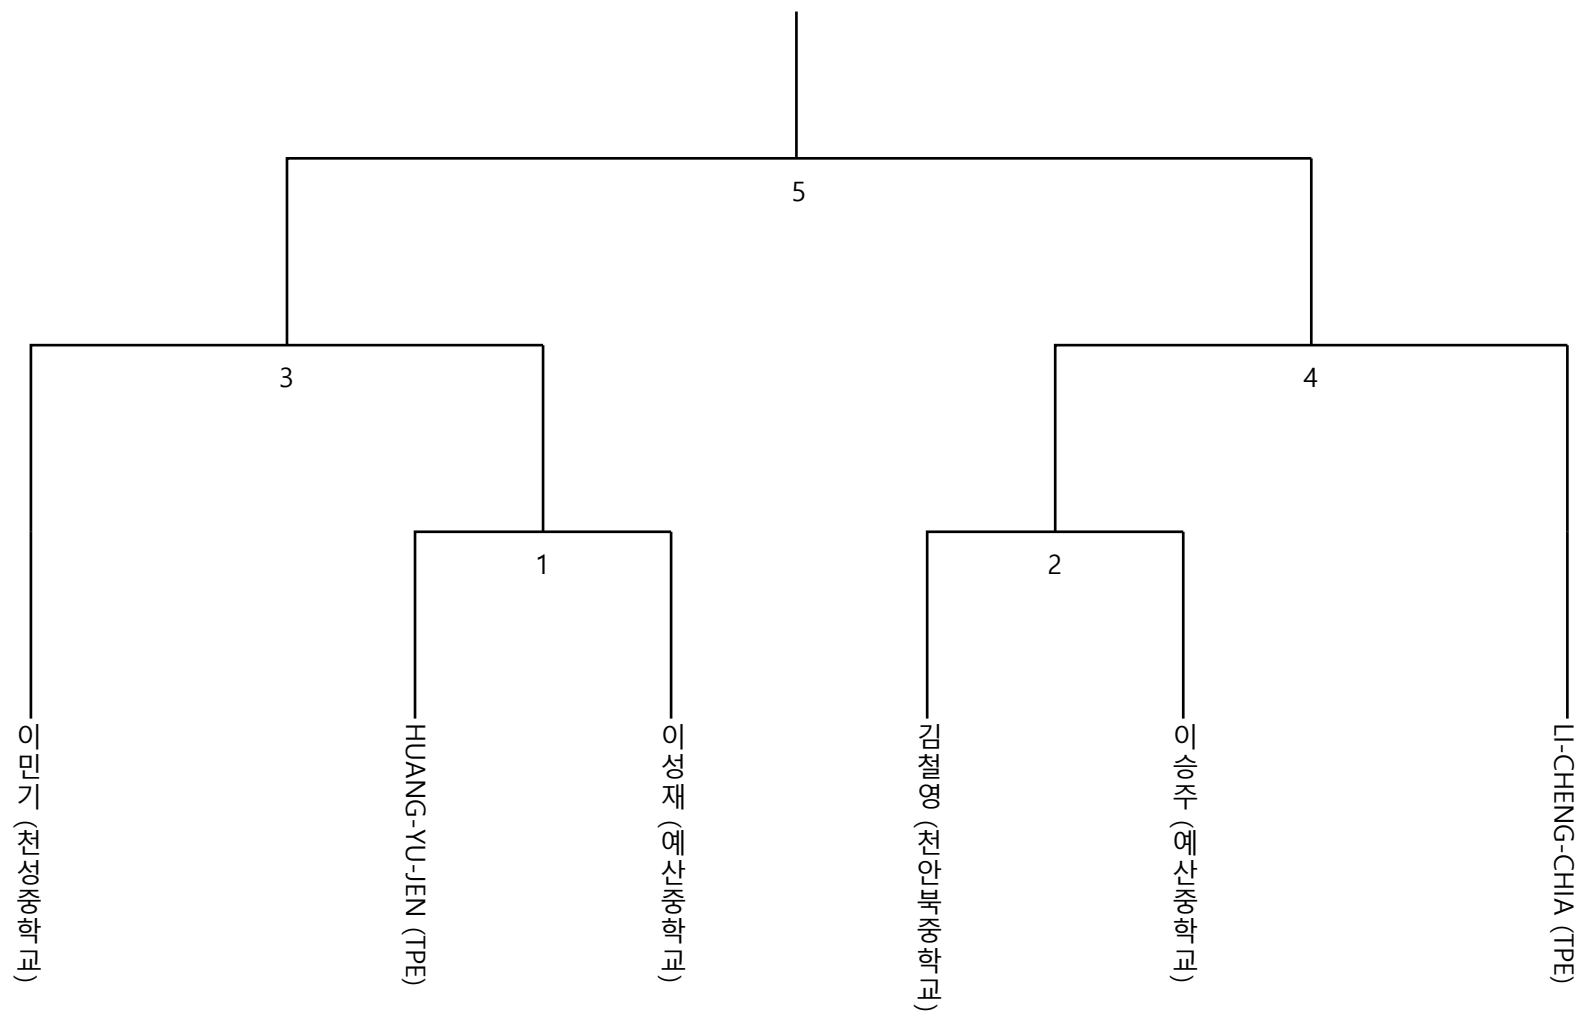 5
3
4
1
2
이민기 (천성중학교)
HUANG-YU-JEN (TPE)
이성재 (예산중학교)
김철영 (천안북중학교)
이승주 (예산중학교)
LI-CHENG-CHIA (TPE)